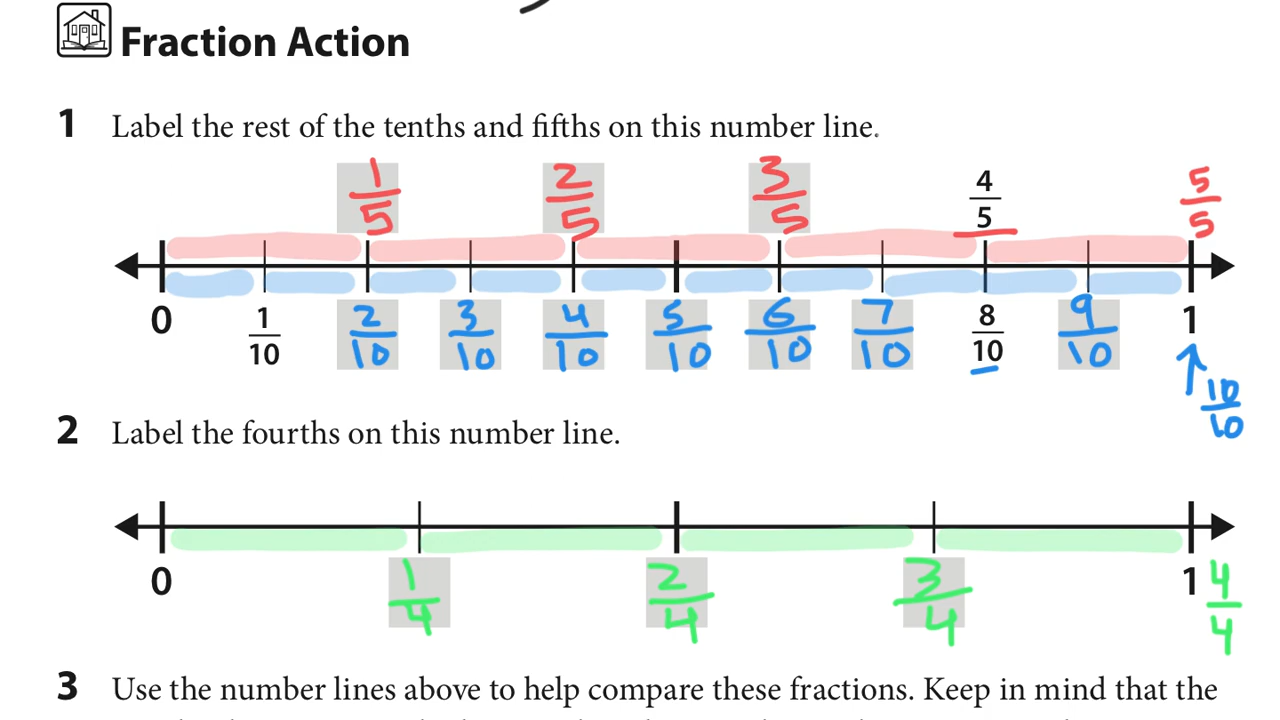 Fraction Action
1 Label the rest of the tenths and fifths on this number line.
1/5 2/5 3/5 4/5 5/5
0 1/10 2/10 3/10 4/10 5/10 6/10 7/10 8/10 9/10 1
10/10
2 Label the fourths on this number line.
0 1/4 2/4 3/4 1 4/4
3 Use the number lines above to help compare these fractions. Keep in mind that the